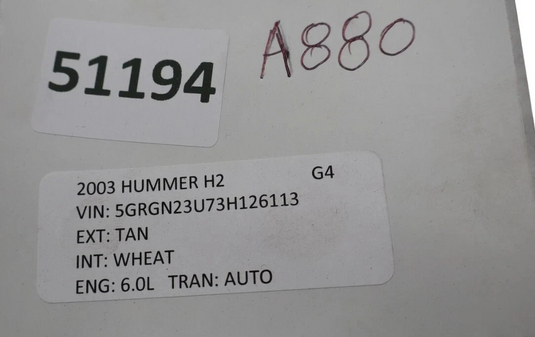 51194
A880
2003 HUMMER H2 G4
VIN: 5GRGN23U73H126113
EXT: TAN
INT: WHEAT
ENG: 6.0L TRAN: AUTO